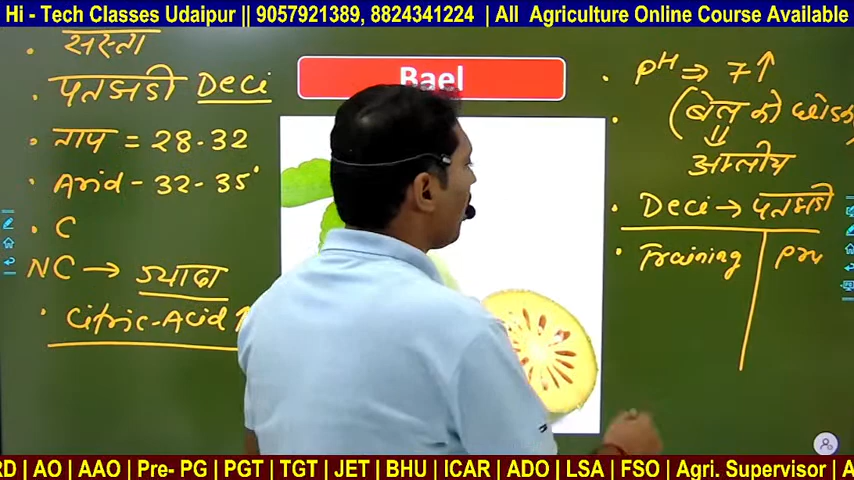 Hi - Tech Classes Udaipur || 9057921389, 8824341224 | All Agriculture Online Course Available
सस्ता
पतझडी Deci
ताप = 28-32
Arid - 32-35°
C
NC → ज्यादा
Citric-Acid
Bael
pH ⇒ 7↑
(बेल को छोडकर)
आम्लीय
Deci → पतझडी
Training
RD | AO | AAO | Pre- PG | PGT | TGT | JET | BHU | ICAR | ADO | LSA | FSO | Agri. Supervisor | A